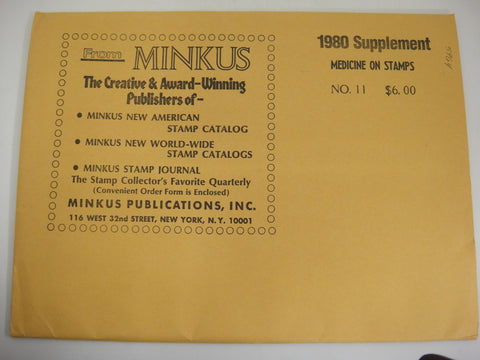 From MINKUS
The Creative & Award-Winning
Publishers of-
• MINKUS NEW AMERICAN
STAMP CATALOG
• MINKUS NEW WORLD-WIDE
STAMP CATALOGS
• MINKUS STAMP JOURNAL
The Stamp Collector's Favorite Quarterly
(Convenient Order Form is Enclosed)
MINKUS PUBLICATIONS, INC.
116 WEST 32nd STREET, NEW YORK, N.Y. 10001
1980 Supplement
MEDICINE ON STAMPS
NO. 11 $6.00